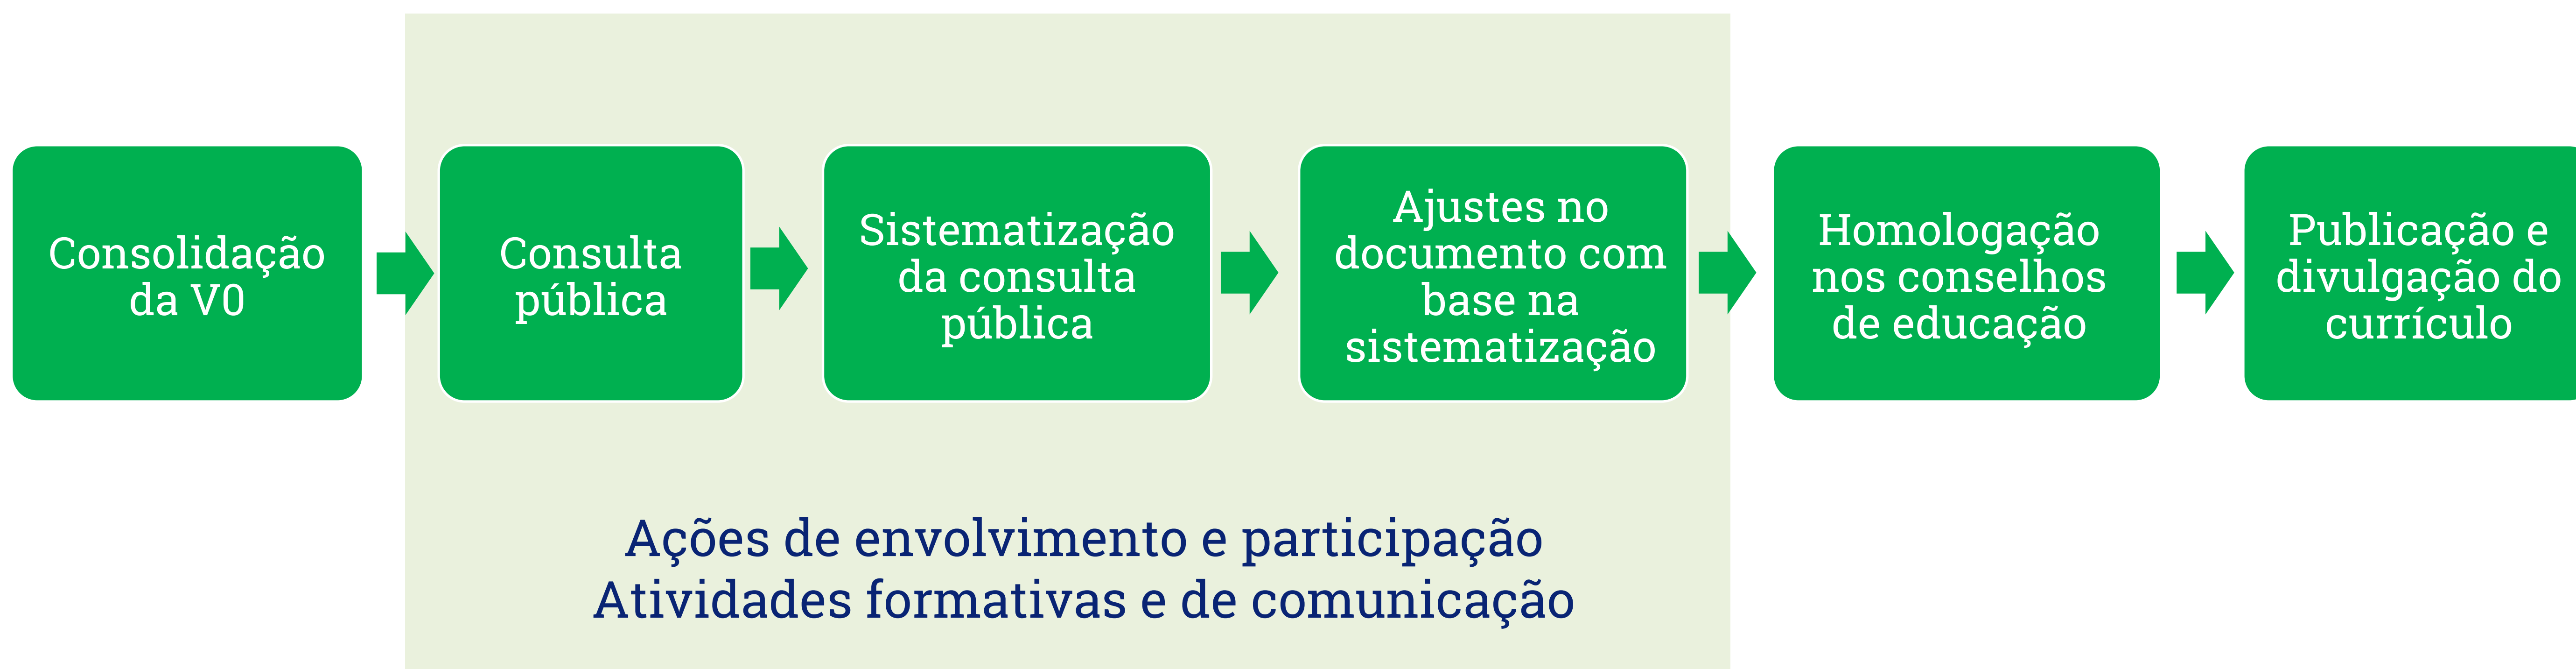 Consolidação
da V0
Consulta
pública
Sistematização
da consulta
pública
Ajustes no
documento com
base na
sistematização
Homologação
nos conselhos
de educação
Publicação e
divulgação do
currículo
Ações de envolvimento e participação
Atividades formativas e de comunicação